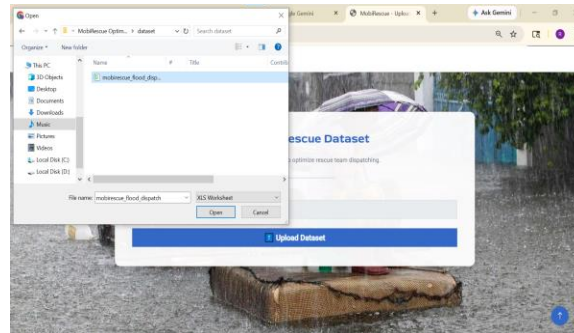 Open
Gemini
MobiRescue - Uploa
Ask Gemini
MobiRescue Optim...
dataset
Search dataset
Organize
New folder
This PC
3D Objects
Desktop
Documents
Downloads
Music
Pictures
Videos
Local Disk (C:)
Local Disk (D:)
Name
#
Title
mobirescue_flood_disp...
File name:
mobirescue_flood_dispatch
XLS Worksheet
Open
Cancel
escue Dataset
optimize rescue team dispatching.
Upload Dataset